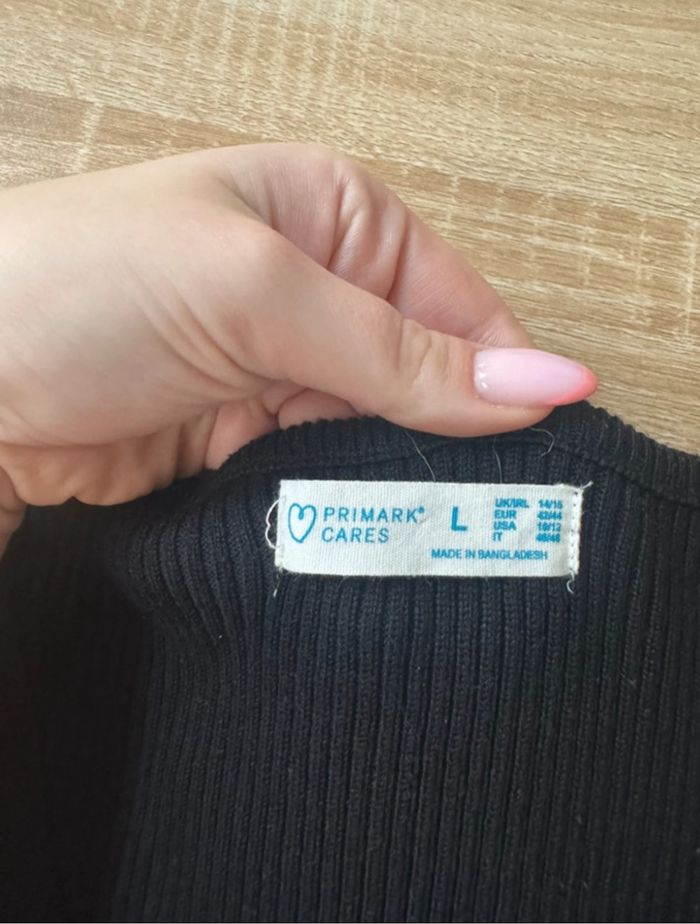 PRIMARK®
CARES
L
UK/IRL 14/16
EUR 42/44
USA 10/12
IT 46/48
MADE IN BANGLADESH